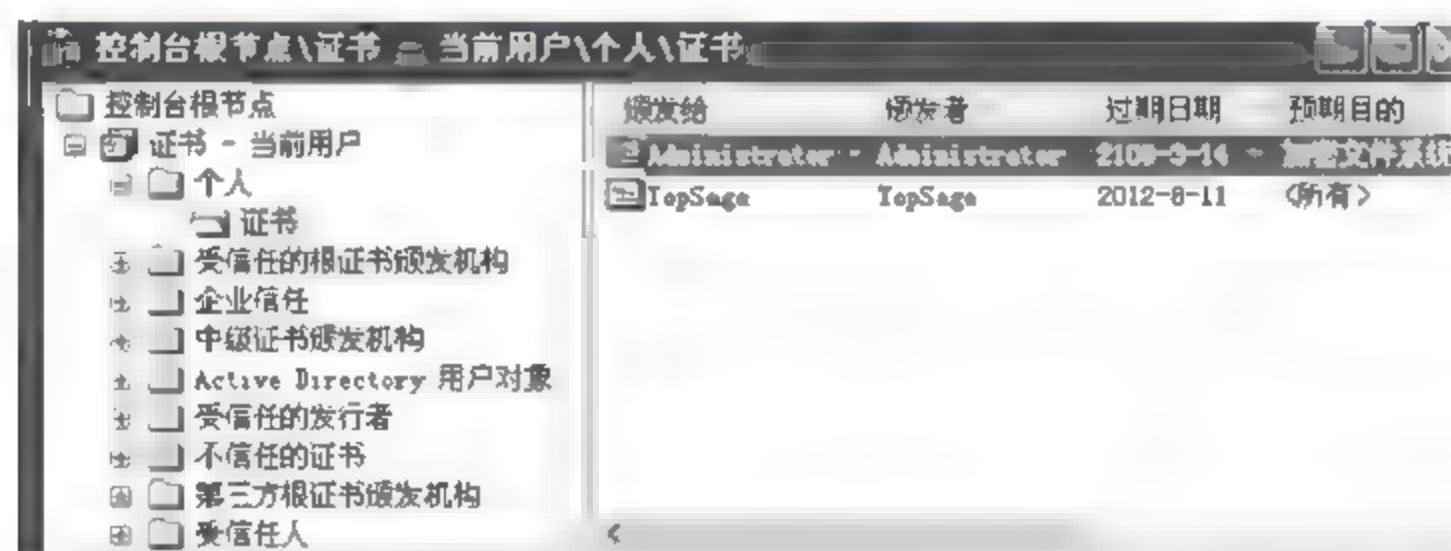 控制台根节点\证书 - 当前用户\个人\证书
控制台根节点
证书 - 当前用户
个人
证书
受信任的根证书颁发机构
企业信任
中级证书颁发机构
Active Directory 用户对象
受信任的发行者
不信任的证书
第三方根证书颁发机构
受信任人
颁发给 颁发者 过期日期 预期目的
Administrator Administrator 加密文件系统
TopSage TopSage 2012-8-11 <所有>